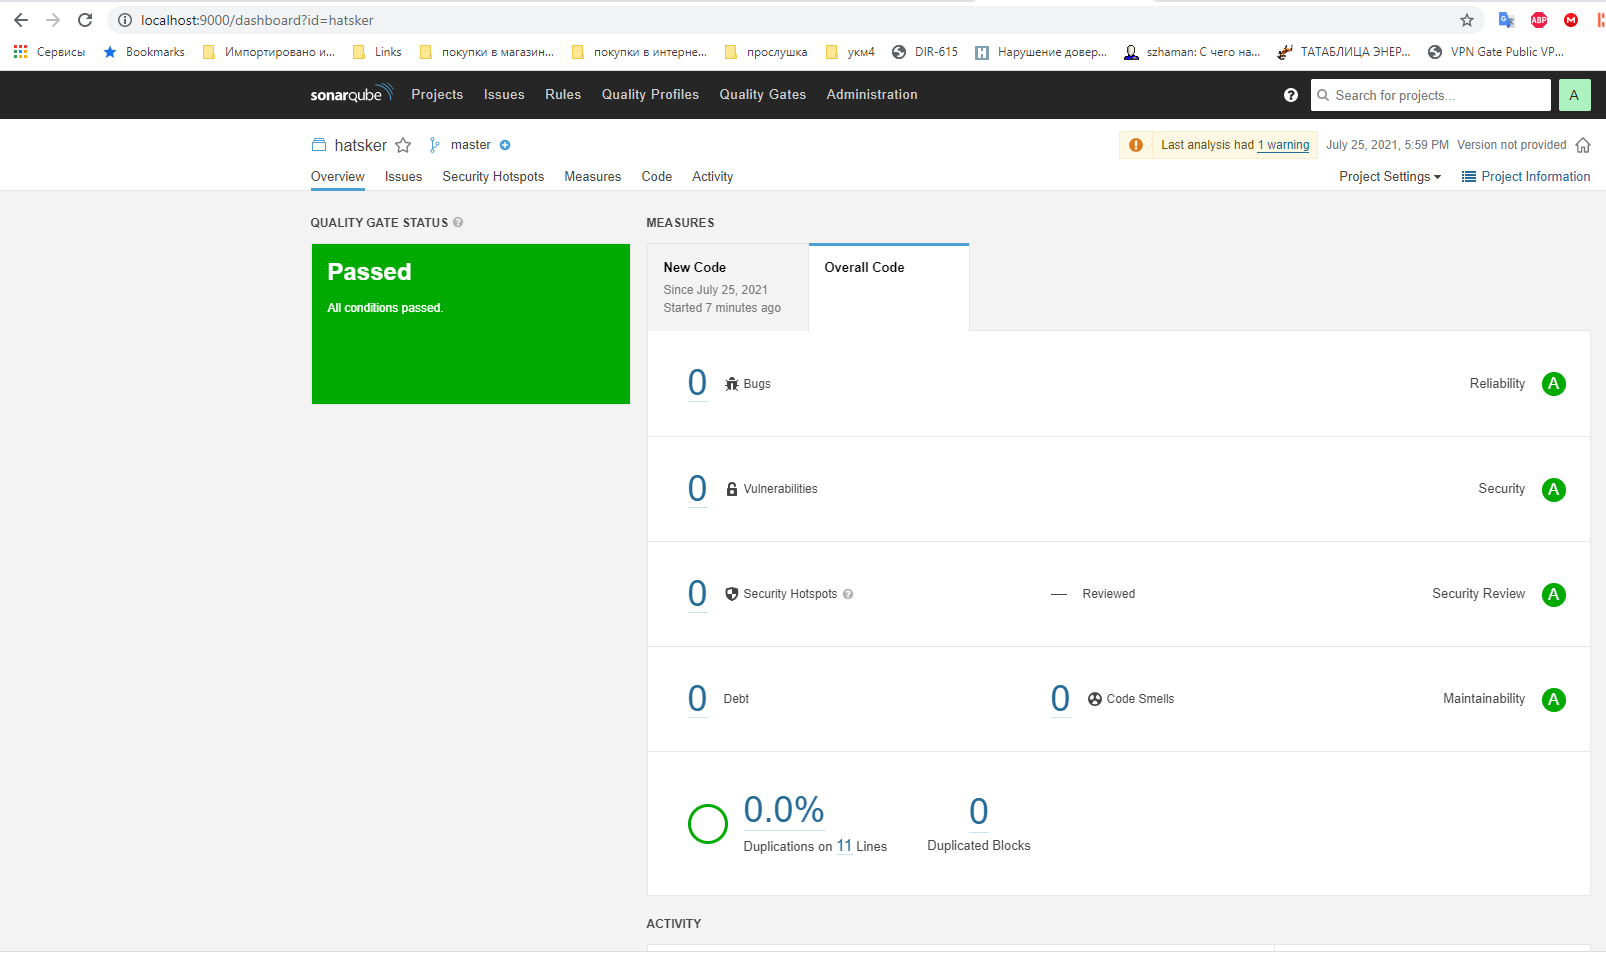 localhost:9000/dashboard?id=hatsker
Сервисы Bookmarks Импортировано и... Links покупки в магазин... покупки в интерне... прослушка укм4 DIR-615 Нарушение довер... szhaman: С чего на... ТАТАБЛИЦА ЭНЕР... VPN Gate Public VP...
sonarqube Projects Issues Rules Quality Profiles Quality Gates Administration ? Search for projects... A
hatsker master Last analysis had 1 warning July 25, 2021, 5:59 PM Version not provided
Overview Issues Security Hotspots Measures Code Activity Project Settings Project Information
QUALITY GATE STATUS ? MEASURES
Passed
All conditions passed.
New Code
Since July 25, 2021
Started 7 minutes ago
Overall Code
0 Bugs Reliability A
0 Vulnerabilities Security A
0 Security Hotspots ? — Reviewed Security Review A
0 Debt 0 Code Smells Maintainability A
0.0%
Duplications on 11 Lines
0
Duplicated Blocks
ACTIVITY